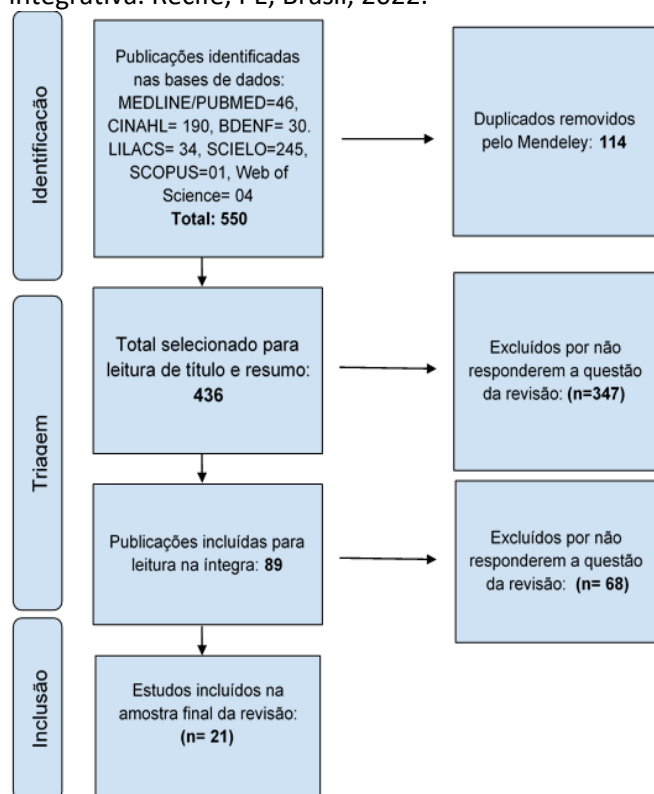 integrativa. Recife, PE, Brasil, 2022.
Identificação
Publicações identificadas
nas bases de dados:
MEDLINE/PUBMED=46,
CINAHL= 190, BDENF= 30.
LILACS= 34, SCIELO=245,
SCOPUS=01, Web of
Science= 04
Total: 550
Duplicados removidos
pelo Mendeley: 114
Triagem
Total selecionado para
leitura de título e resumo:
436
Excluídos por não
responderem a questão
da revisão: (n=347)
Publicações incluídas para
leitura na íntegra: 89
Excluídos por não
responderem a questão
da revisão: (n= 68)
Inclusão
Estudos incluídos na
amostra final da revisão:
(n= 21)